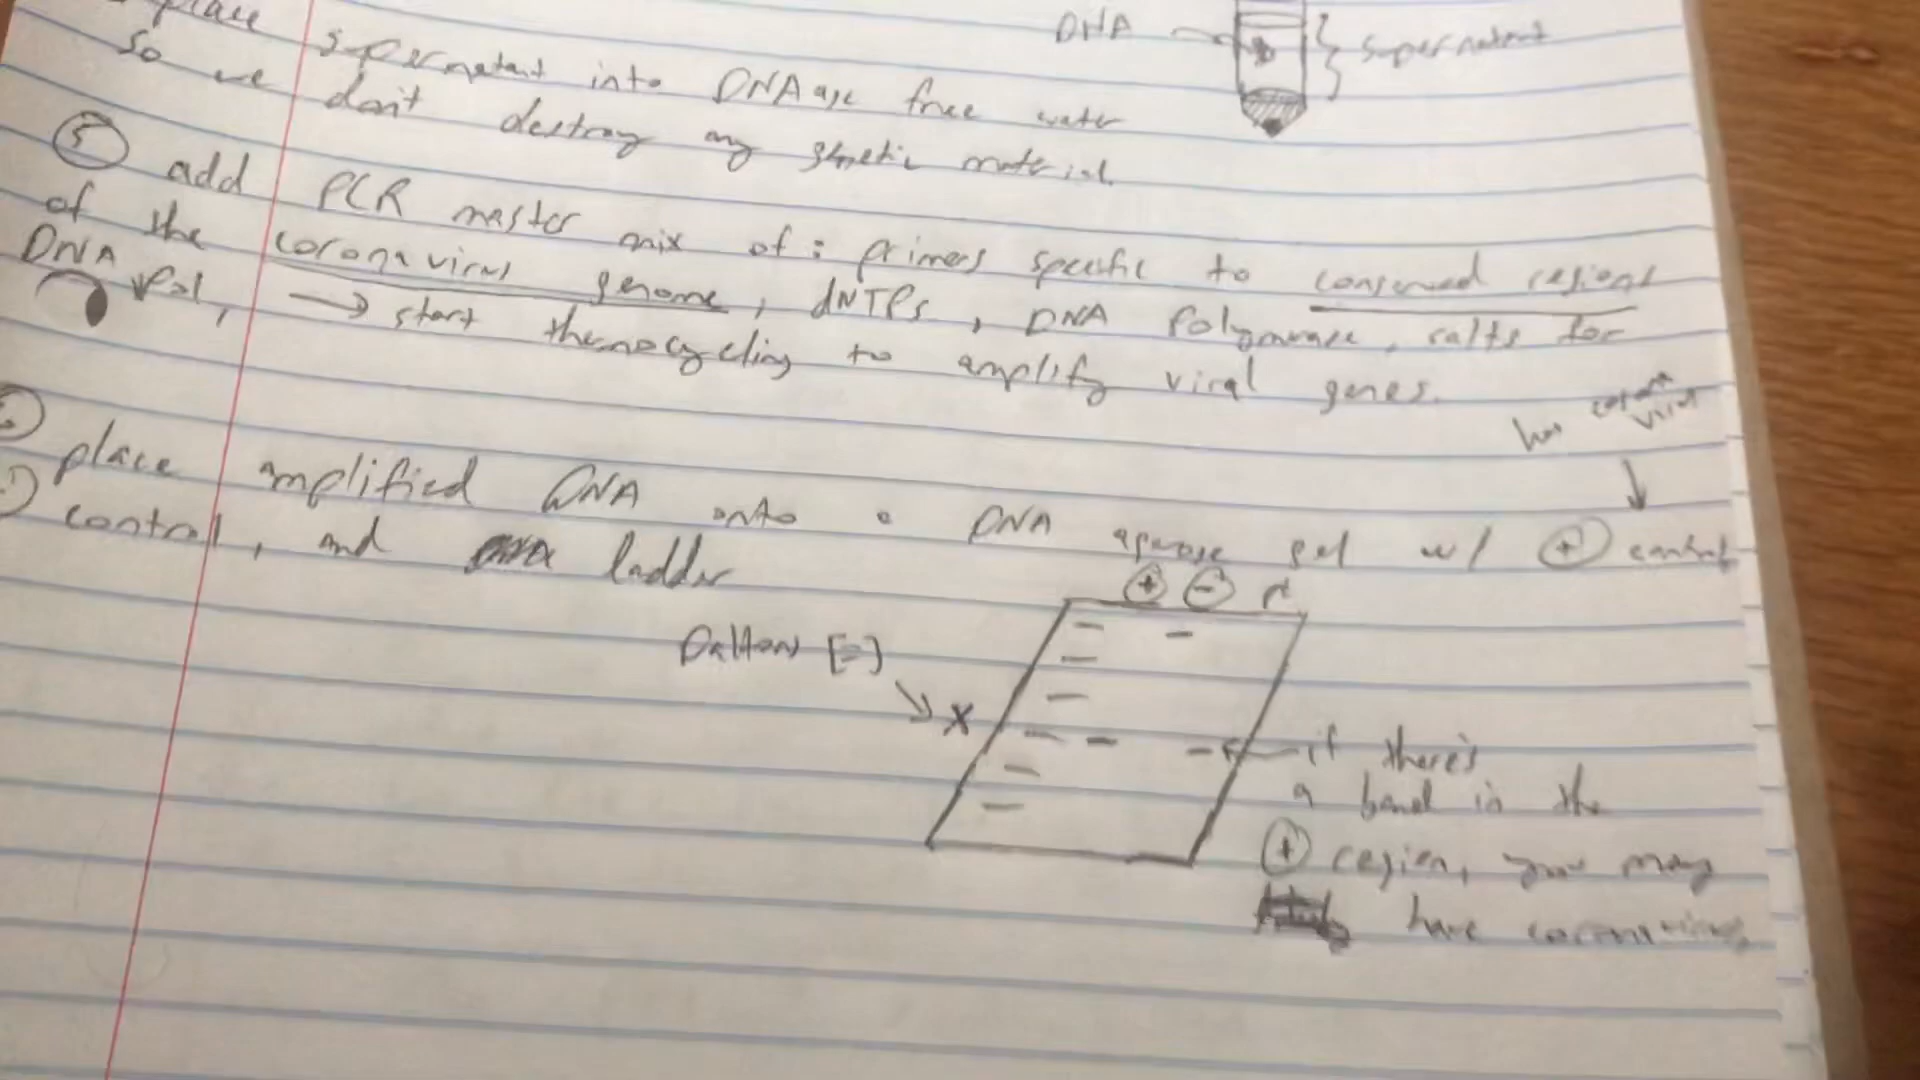 place supernatant into DNAase free water
so we don't destroy any genetic material.
DNA
supernatant
5 add PCR master mix of: primers specific to conserved regions
of the coronavirus genome, dNTPs, DNA Polymerase, salts for
DNA Pol, → start thermocycling to amplify viral genes.
has corona virus
place amplified DNA onto a DNA agarose gel w/ + control
control, and ladder
+ - P
Daltons [=]
X
if there's
a band in the
+ region, you may
have coronavirus